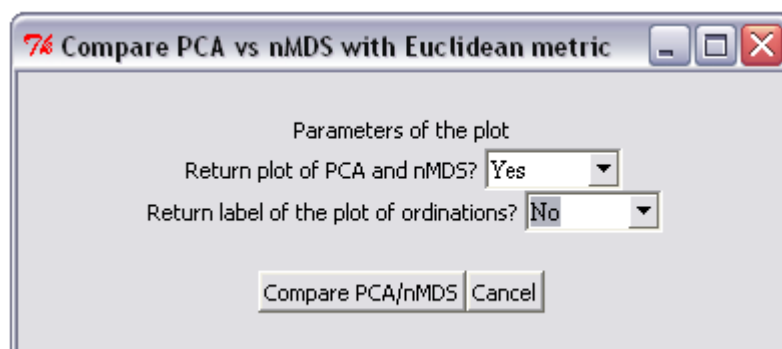 Compare PCA vs nMDS with Euclidean metric
Parameters of the plot
Return plot of PCA and nMDS? Yes
Return label of the plot of ordinations? No
Compare PCA/nMDS Cancel